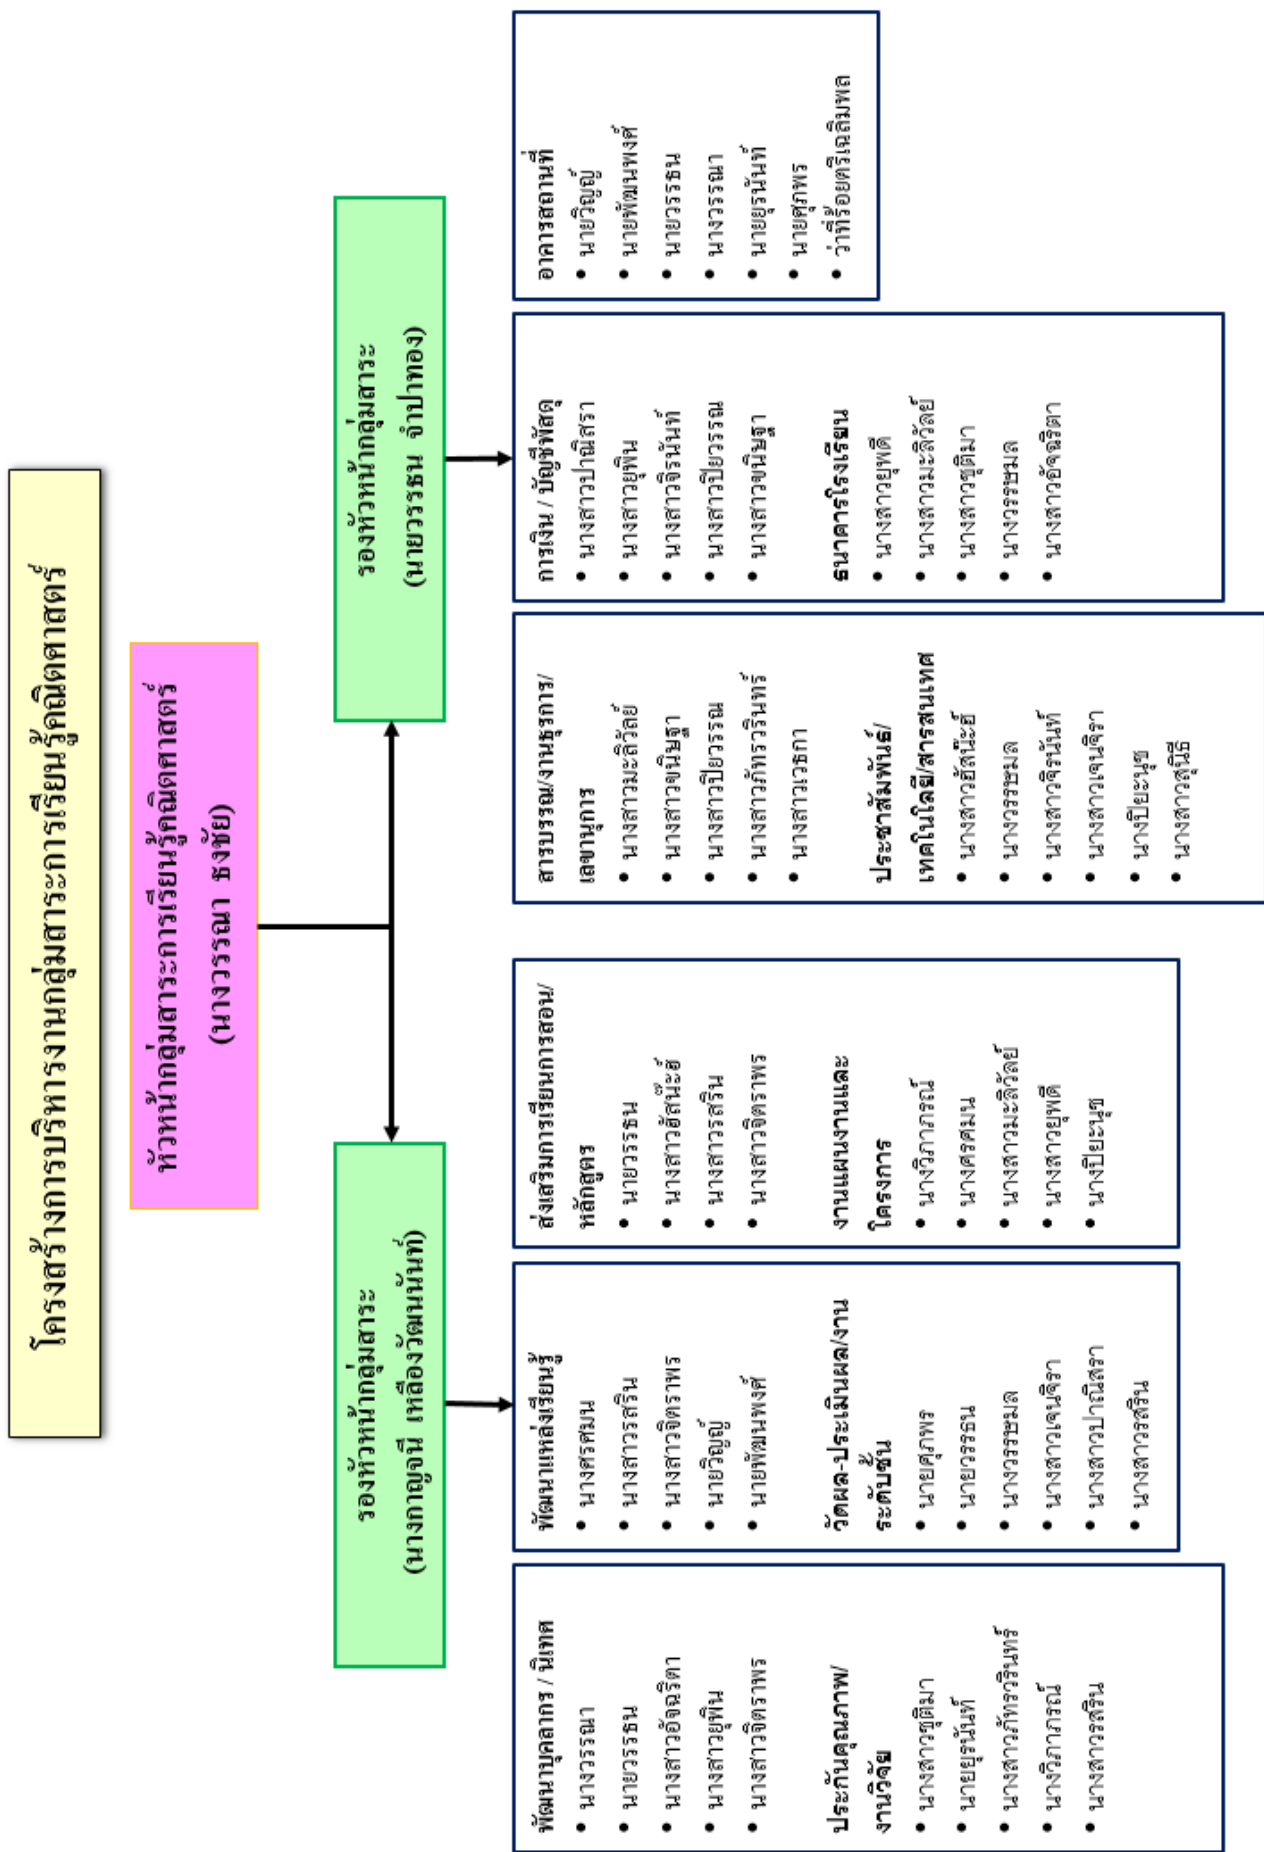 โครงสร้างการบริหารงานกลุ่มสาระการเรียนรู้คณิตศาสตร์
หัวหน้ากลุ่มสาระการเรียนรู้คณิตศาสตร์
(นางวรรณา ธงชัย)
รองหัวหน้ากลุ่มสาระ
(นางกาญจนี เหลืองวัฒนนันท์)
รองหัวหน้ากลุ่มสาระ
(นายวรรธน จำปาทอง)
พัฒนาบุคลากร / นิเทศ
• นางวรรณา
• นายวรรธน
• นางสาวอัจฉริตา
• นางสาวยุพิน
• นางสาวจิตราพร
ประกันคุณภาพ/
งานวิจัย
• นางสาวชุติมา
• นายยุรนันท์
• นางสาวภัทรวรินทร์
• นางวิภาภรณ์
• นางสาวรสริน
พัฒนาแหล่งเรียนรู้
• นางศรศมน
• นางสาวรสริน
• นางสาวจิตราพร
• นายวิญญ์
• นายพัฒนพงศ์
วัดผล-ประเมินผล/งาน
ระดับชั้น
• นายศุภพร
• นายวรรธน
• นางวรรษมล
• นางสาวเจนจิรา
• นางสาวปาณิสรา
• นางสาวรสริน
ส่งเสริมการเรียนการสอน/
หลักสูตร
• นายวรรธน
• นางสาวฮัสน๊ะฮ์
• นางสาวรสริน
• นางสาวจิตราพร
งานแผนงานและ
โครงการ
• นางวิภาภรณ์
• นางศรศมน
• นางสาวมะลิวัลย์
• นางสาวยุพดี
• นางปิยะนุช
สารบรรณ/งานธุรการ/
เลขานุการ
• นางสาวมะลิวัลย์
• นางสาวขนิษฐา
• นางสาวปิยวรรณ
• นางสาวภัทรวรินทร์
• นางสาวเวธกา
ประชาสัมพันธ์/
เทคโนโลยี/สารสนเทศ
• นางสาวฮัสน๊ะฮ์
• นางวรรษมล
• นางสาวจิรนันท์
• นางสาวเจนจิรา
• นางปิยะนุช
• นางสาวสุนิธี
การเงิน / บัญชีพัสดุ
• นางสาวปาณิสรา
• นางสาวยุพิน
• นางสาวจิรนันท์
• นางสาวปิยวรรณ
• นางสาวขนิษฐา
ธนาคารโรงเรียน
• นางสาวยุพดี
• นางสาวมะลิวัลย์
• นางสาวชุติมา
• นางวรรษมล
• นางสาวอัจฉริตา
อาคารสถานที่
• นายวิญญ์
• นายพัฒนพงศ์
• นายวรรธน
• นางวรรณา
• นายยุรนันท์
• นายศุภพร
• ว่าที่ร้อยตรีเฉลิมพล